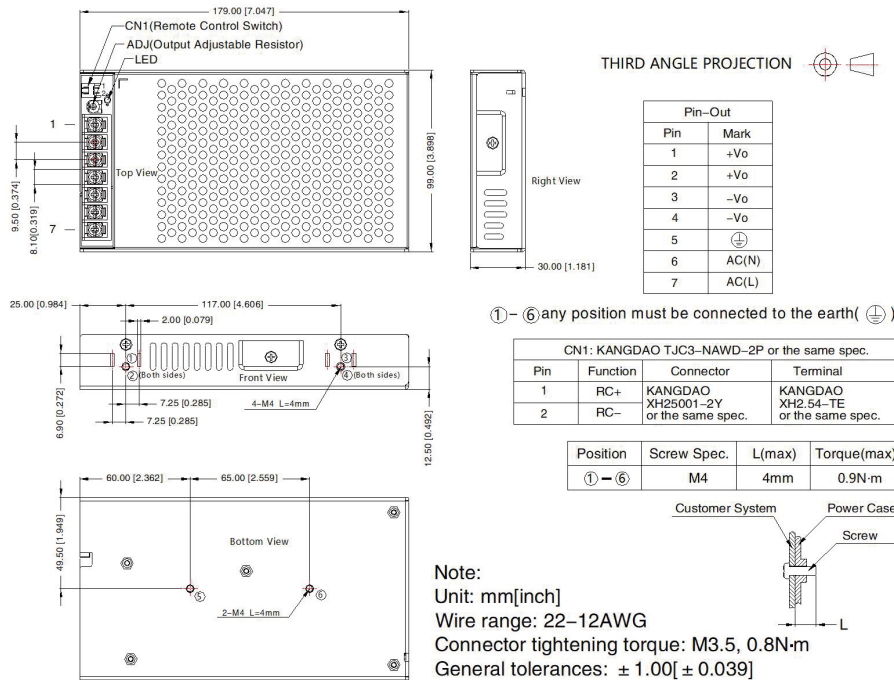 179.00 [7.047]
CN1(Remote Control Switch)
ADJ(Output Adjustable Resistor)
LED
1
2
1
7
Top View
9.50 [0.374]
8.10[0.319]
99.00 [3.898]
Right View
30.00 [1.181]
THIRD ANGLE PROJECTION
Pin–Out
Pin Mark
1 +Vo
2 +Vo
3 –Vo
4 –Vo
5
6 AC(N)
7 AC(L)
①– ⑥any position must be connected to the earth( )
25.00 [0.984]
117.00 [4.606]
2.00 [0.079]
①
②(Both sides)
Front View
③
④(Both sides)
4-M4 L=4mm
7.25 [0.285]
7.25 [0.285]
6.90 [0.272]
12.50 [0.492]
CN1: KANGDAO TJC3–NAWD–2P or the same spec.
Pin Function Connector Terminal
1 RC+ KANGDAO XH25001–2Y or the same spec. KANGDAO XH2.54–TE or the same spec.
2 RC–
Position Screw Spec. L(max) Torque(max)
①–⑥ M4 4mm 0.9N·m
60.00 [2.362]
65.00 [2.559]
49.50 [1.949]
Bottom View
⑤
⑥
2-M4 L=4mm
Customer System
Power Case
Screw
L
Note:
Unit: mm[inch]
Wire range: 22–12AWG
Connector tightening torque: M3.5, 0.8N·m
General tolerances: ±1.00[±0.039]